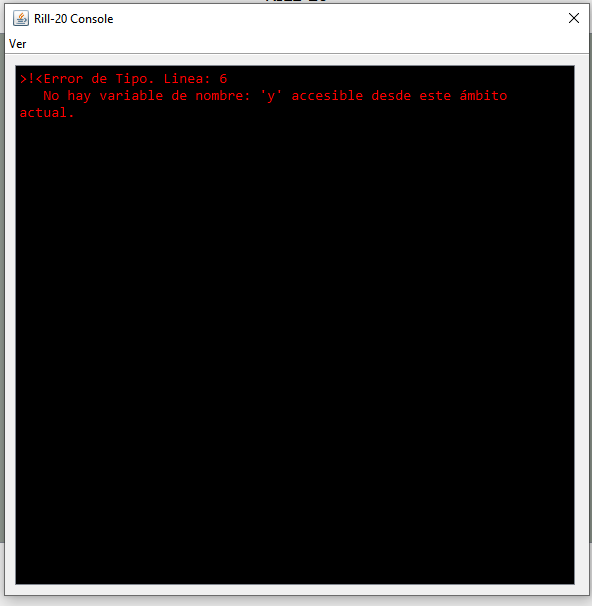 Rill-20 Console
Ver
>!<Error de Tipo. Linea: 6
No hay variable de nombre: 'y' accesible desde este ámbito
actual.